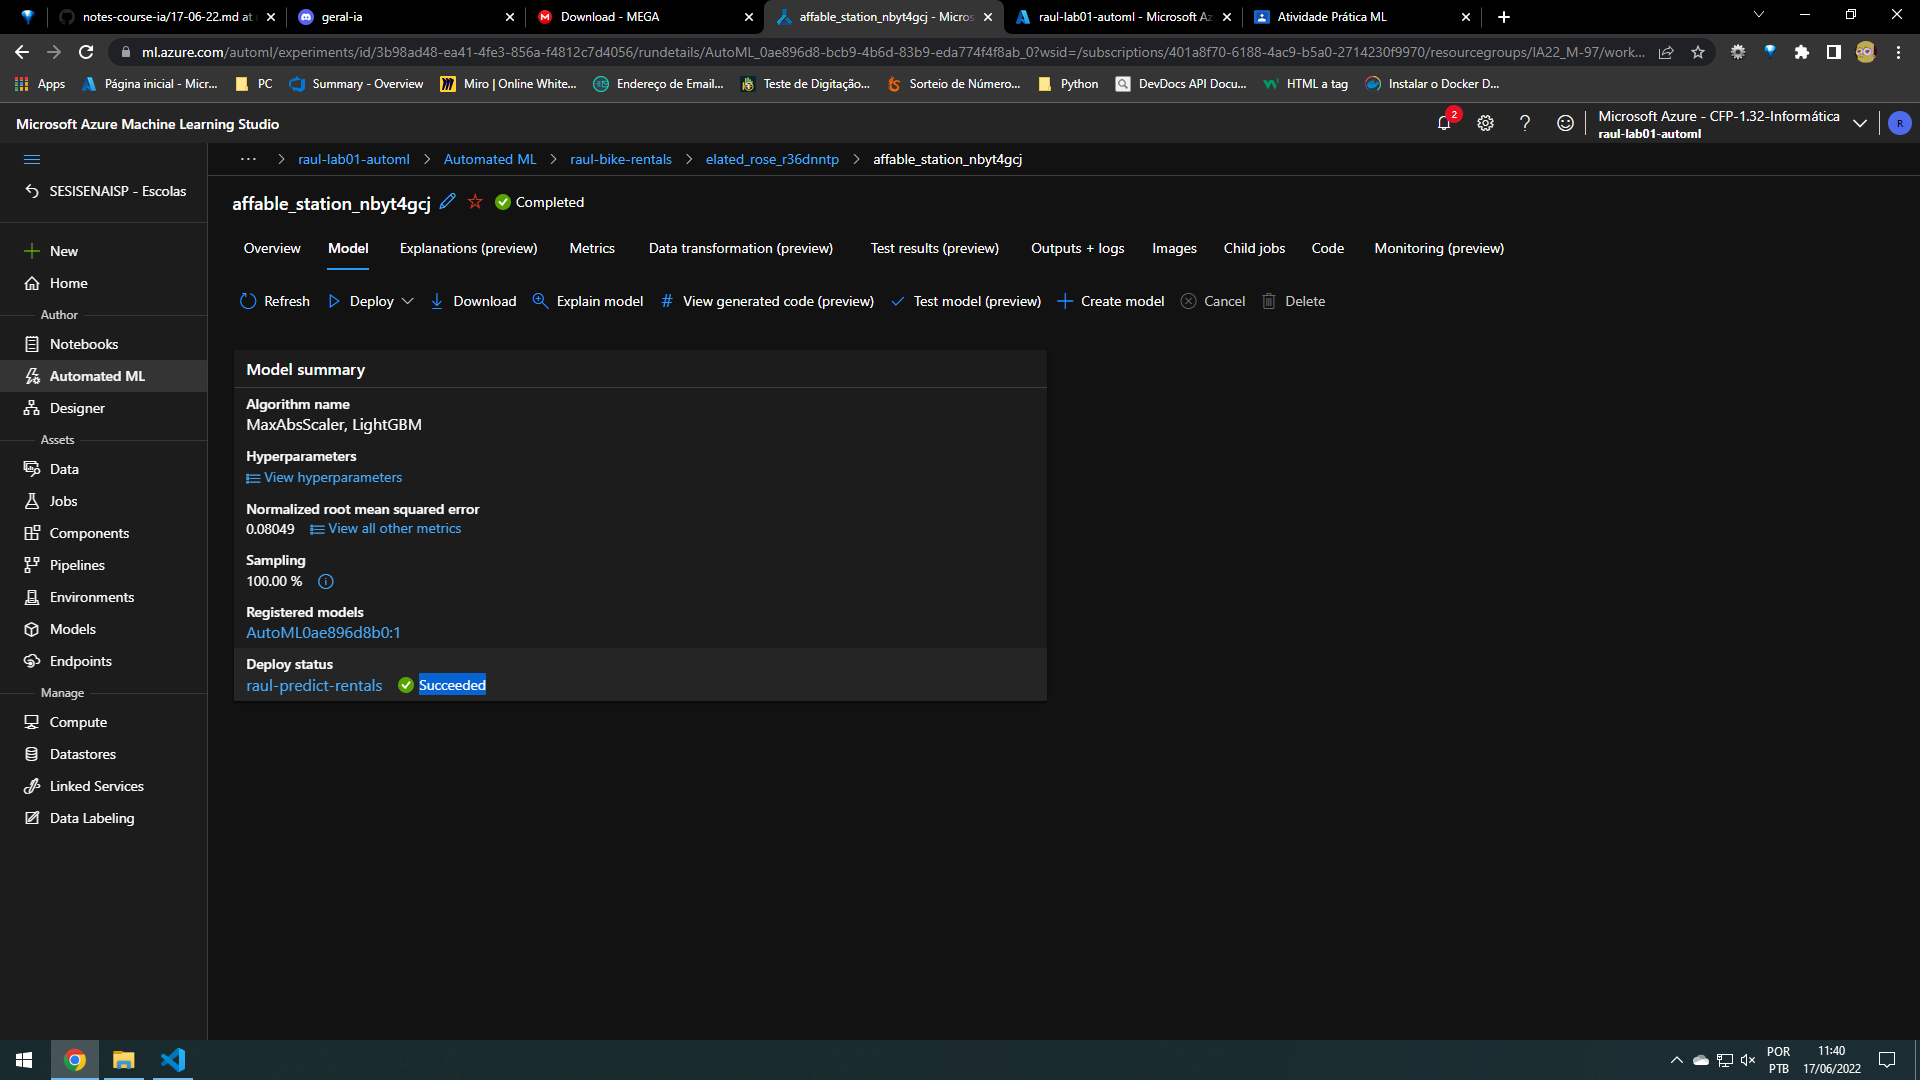 notes-course-ia/17-06-22.md at
geral-ia
Download - MEGA
affable_station_nbyt4gcj - Micros
raul-lab01-automl - Microsoft Az
Atividade Prática ML
ml.azure.com/automl/experiments/id/3b98ad48-ea41-4fe3-856a-f4812c7d4056/rundetails/AutoML_0ae896d8-bcb9-4b6d-83b9-eda774f4f8ab_0?wsid=/subscriptions/401a8f70-6188-4ac9-b5a0-2714230f9970/resourcegroups/IA22_M-97/work...
Apps
Página inicial - Micr...
PC
Summary - Overview
Miro | Online White...
Endereço de Email...
Teste de Digitação...
Sorteio de Número...
Python
DevDocs API Docu...
HTML a tag
Instalar o Docker D...
Microsoft Azure Machine Learning Studio
2
Microsoft Azure - CFP-1.32-Informática
raul-lab01-automl
R
SESISENAISP - Escolas
New
Home
Author
Notebooks
Automated ML
Designer
Assets
Data
Jobs
Components
Pipelines
Environments
Models
Endpoints
Manage
Compute
Datastores
Linked Services
Data Labeling
... > raul-lab01-automl > Automated ML > raul-bike-rentals > elated_rose_r36dnntp > affable_station_nbyt4gcj
affable_station_nbyt4gcj Completed
Overview Model Explanations (preview) Metrics Data transformation (preview) Test results (preview) Outputs + logs Images Child jobs Code Monitoring (preview)
Refresh Deploy Download Explain model # View generated code (preview) Test model (preview) Create model Cancel Delete
Model summary
Algorithm name
MaxAbsScaler, LightGBM
Hyperparameters
View hyperparameters
Normalized root mean squared error
0.08049 View all other metrics
Sampling
100.00 %
Registered models
AutoML0ae896d8b0:1
Deploy status
raul-predict-rentals Succeeded
POR
PTB
11:40
17/06/2022